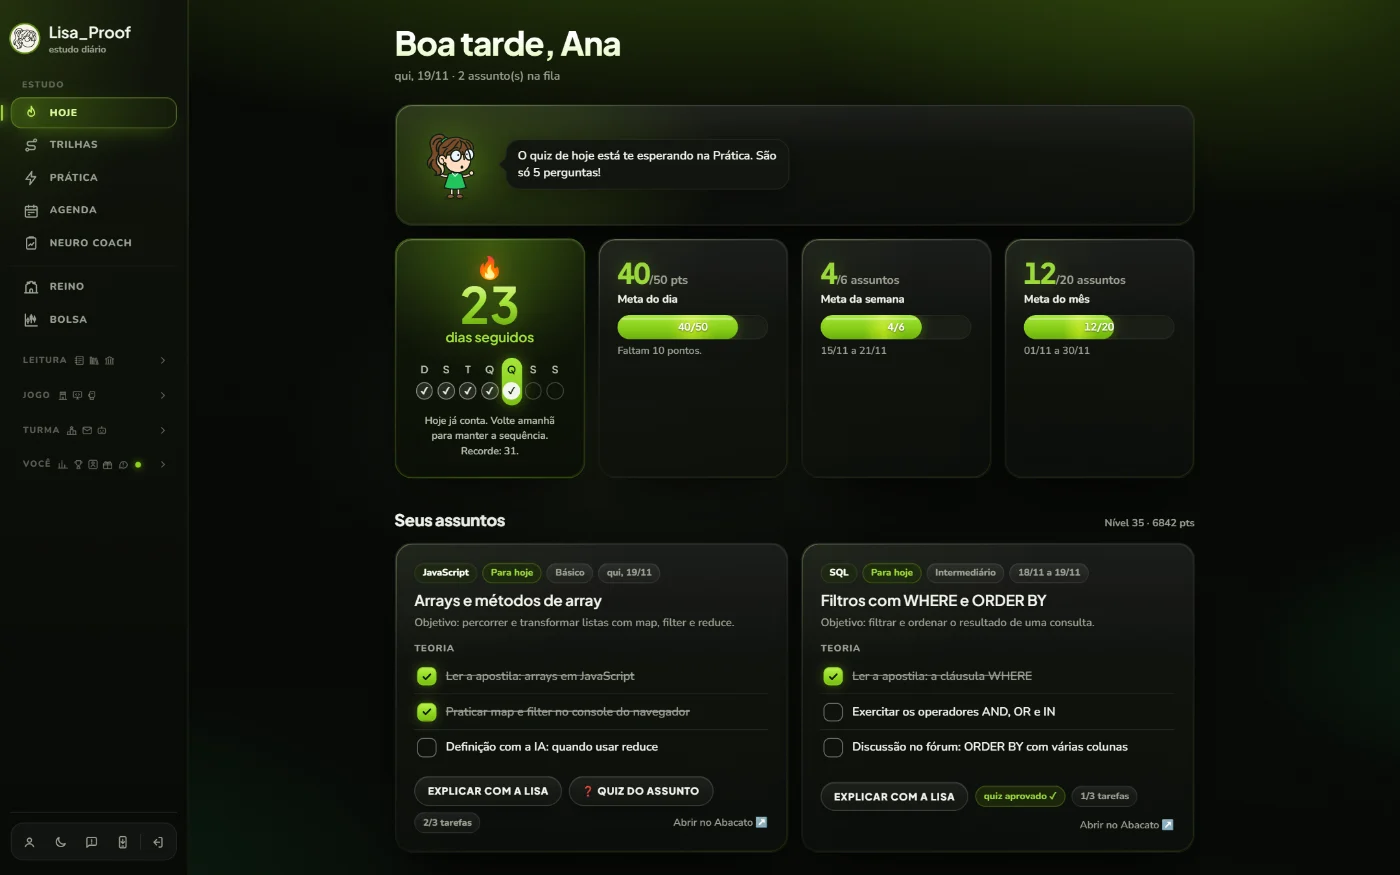 Lisa_Proof
estudo diário
ESTUDO
HOJE
TRILHAS
PRÁTICA
AGENDA
NEURO COACH
REINO
BOLSA
LEITURA
JOGO
TURMA
VOCÊ
Boa tarde, Ana
qui, 19/11 · 2 assunto(s) na fila
O quiz de hoje está te esperando na Prática. São
só 5 perguntas!
23
dias seguidos
D S T Q Q S S
Hoje já conta. Volte amanhã
para manter a sequência.
Recorde: 31.
40/50 pts
Meta do dia
40/50
Faltam 10 pontos.
4/6 assuntos
Meta da semana
4/6
15/11 a 21/11
12/20 assuntos
Meta do mês
12/20
01/11 a 30/11
Seus assuntos
Nível 35 · 6842 pts
JavaScript Para hoje Básico qui, 19/11
Arrays e métodos de array
Objetivo: percorrer e transformar listas com map, filter e reduce.
TEORIA
Ler a apostila: arrays em JavaScript
Praticar map e filter no console do navegador
Definição com a IA: quando usar reduce
EXPLICAR COM A LISA ❓ QUIZ DO ASSUNTO
2/3 tarefas
Abrir no Abacato ↗
SQL Para hoje Intermediário 18/11 a 19/11
Filtros com WHERE e ORDER BY
Objetivo: filtrar e ordenar o resultado de uma consulta.
TEORIA
Ler a apostila: a cláusula WHERE
Exercitar os operadores AND, OR e IN
Discussão no fórum: ORDER BY com várias colunas
EXPLICAR COM A LISA quiz aprovado ✓ 1/3 tarefas
Abrir no Abacato ↗